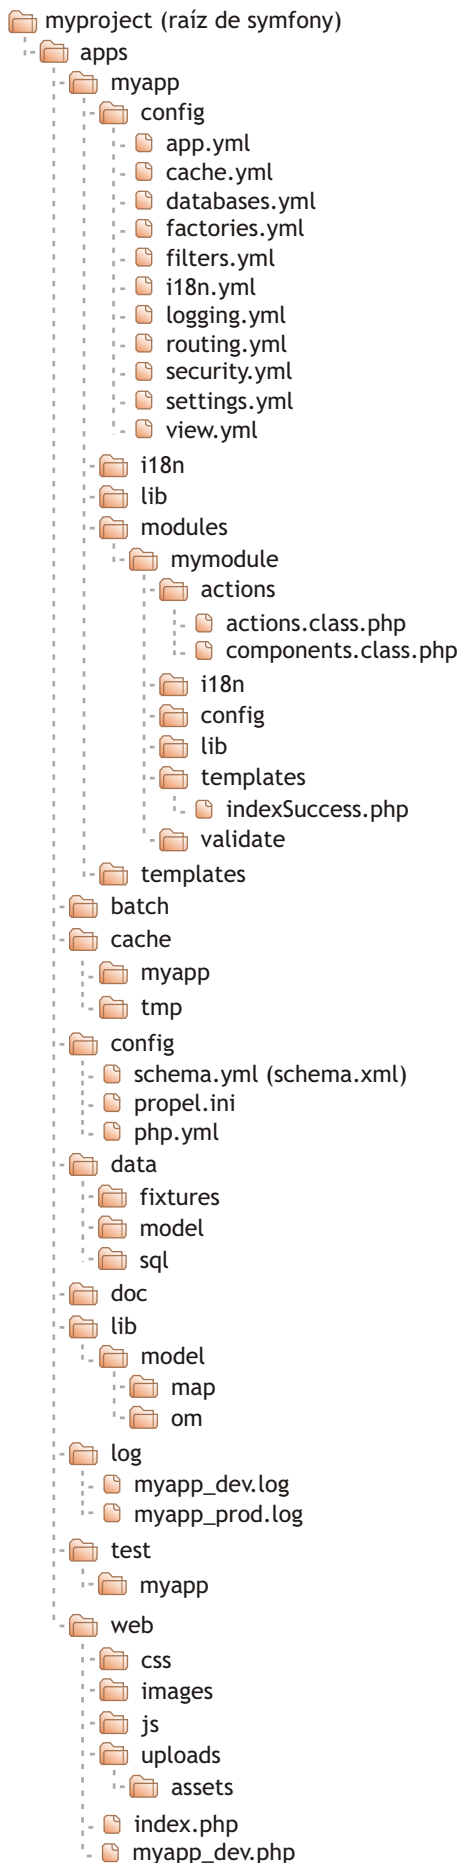 myproject (raíz de symfony)
apps
myapp
config
app.yml
cache.yml
databases.yml
factories.yml
filters.yml
i18n.yml
logging.yml
routing.yml
security.yml
settings.yml
view.yml
i18n
lib
modules
mymodule
actions
actions.class.php
components.class.php
i18n
config
lib
templates
indexSuccess.php
validate
templates
batch
cache
myapp
tmp
config
schema.yml (schema.xml)
propel.ini
php.yml
data
fixtures
model
sql
doc
lib
model
map
om
log
myapp_dev.log
myapp_prod.log
test
myapp
web
css
images
js
uploads
assets
index.php
myapp_dev.php